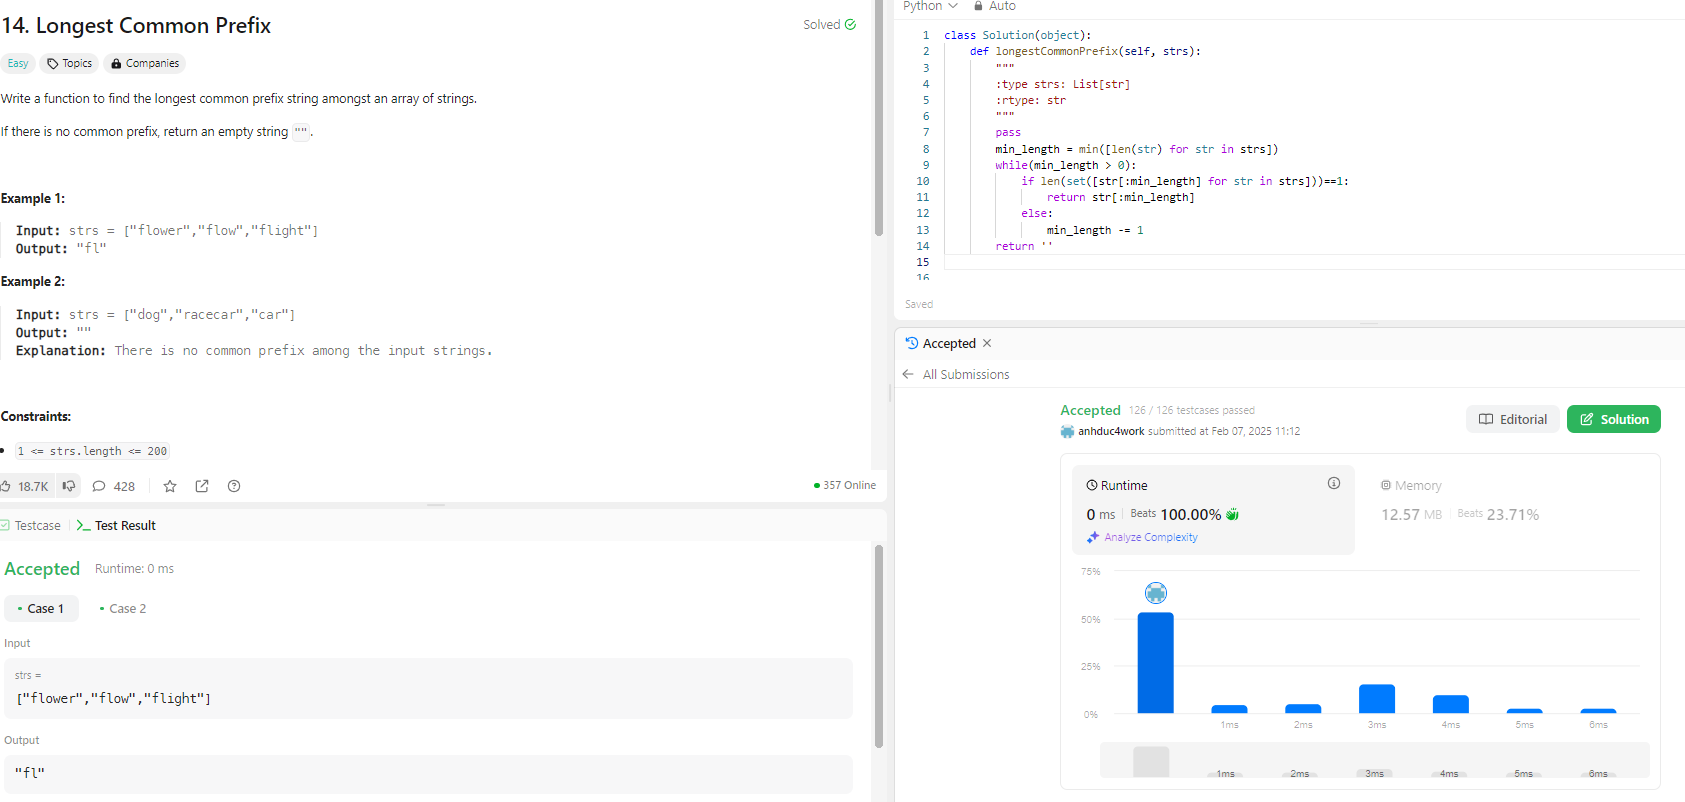 14. Longest Common Prefix
Solved
Easy
Topics
Companies
Write a function to find the longest common prefix string amongst an array of strings.
If there is no common prefix, return an empty string "".
Example 1:
Input: strs = ["flower","flow","flight"]
Output: "fl"
Example 2:
Input: strs = ["dog","racecar","car"]
Output: ""
Explanation: There is no common prefix among the input strings.
Constraints:
1 <= strs.length <= 200
18.7K
428
357 Online
Testcase
Test Result
Accepted
Runtime: 0 ms
Case 1
Case 2
Input
strs =
["flower","flow","flight"]
Output
"fl"
Python
Auto
1 class Solution(object):
2 def longestCommonPrefix(self, strs):
3 """
4 :type strs: List[str]
5 :rtype: str
6 """
7 pass
8 min_length = min([len(str) for str in strs])
9 while(min_length > 0):
10 if len(set([str[:min_length] for str in strs]))==1:
11 return str[:min_length]
12 else:
13 min_length -= 1
14 return ''
15
16
Saved
Accepted
All Submissions
Accepted 126 / 126 testcases passed
anhduc4work submitted at Feb 07, 2025 11:12
Editorial
Solution
Runtime
0 ms Beats 100.00%
Analyze Complexity
Memory
12.57 MB Beats 23.71%
75%
50%
25%
0%
1ms 2ms 3ms 4ms 5ms 6ms
1ms 2ms 3ms 4ms 5ms 6ms